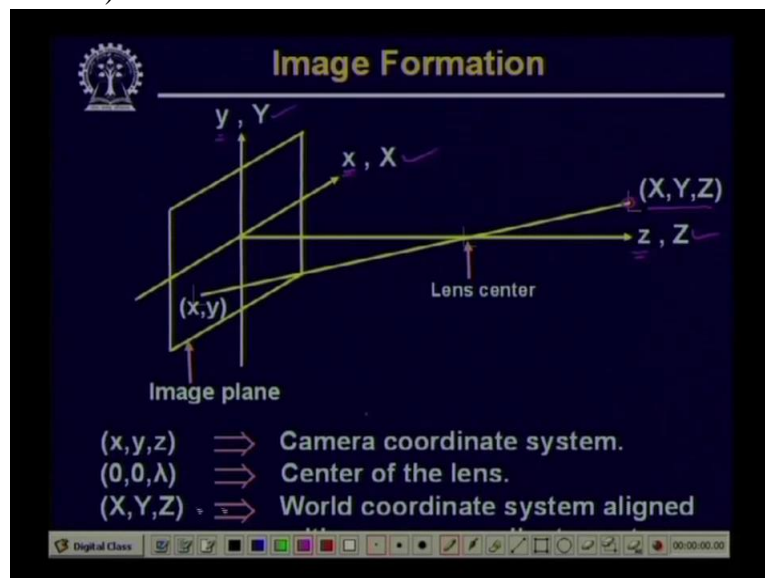 Image Formation
y , Y
x , X
(X,Y,Z)
z , Z
Lens center
(x,y)
Image plane
(x,y,z) ⇒ Camera coordinate system.
(0,0,λ) ⇒ Center of the lens.
(X,Y,Z) ⇒ World coordinate system aligned
Digital Class 00:00:00.00